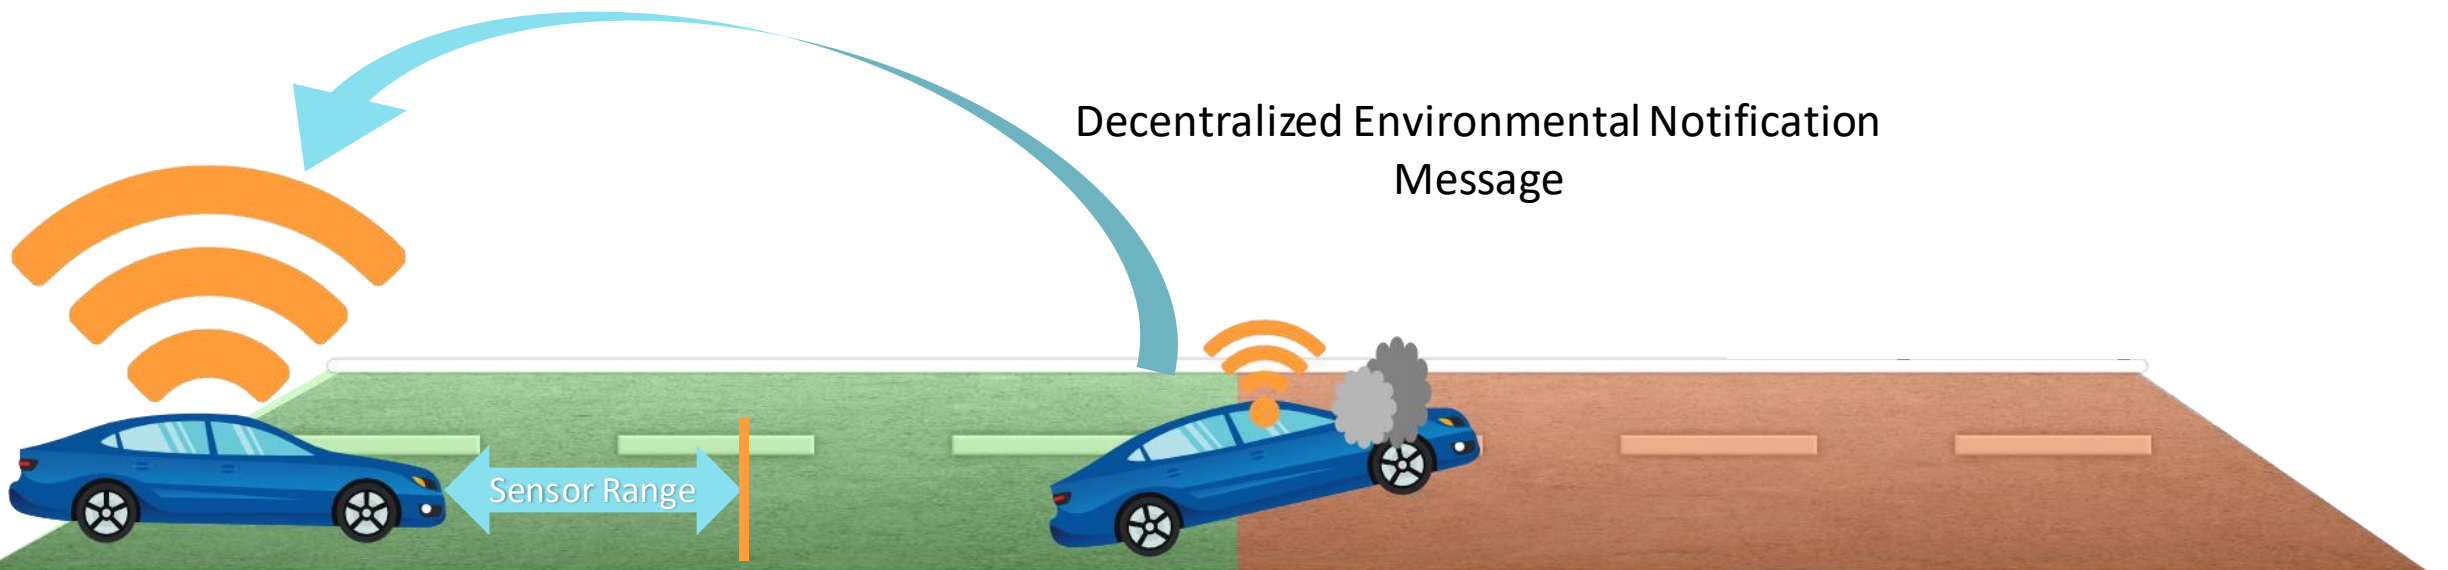 Decentralized Environmental Notification
Message
Sensor Range